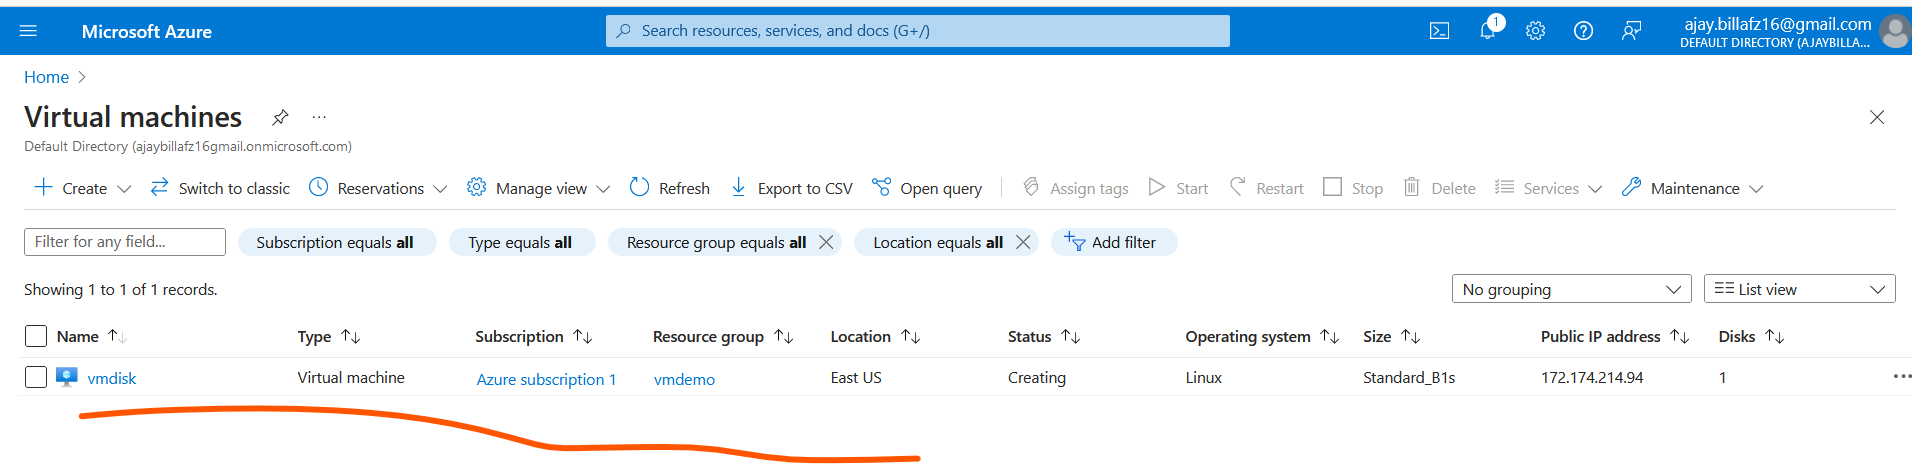 Microsoft Azure
Search resources, services, and docs (G+/)
1
ajay.billafz16@gmail.com
DEFAULT DIRECTORY (AJAYBILLA...
Home
Virtual machines
...
Default Directory (ajaybillafz16gmail.onmicrosoft.com)
Create Switch to classic Reservations Manage view Refresh Export to CSV Open query Assign tags Start Restart Stop Delete Services Maintenance
Filter for any field... Subscription equals all Type equals all Resource group equals all Location equals all Add filter
Showing 1 to 1 of 1 records. No grouping List view
Name Type Subscription Resource group Location Status Operating system Size Public IP address Disks
vmdisk Virtual machine Azure subscription 1 vmdemo East US Creating Linux Standard_B1s 172.174.214.94 1 ...